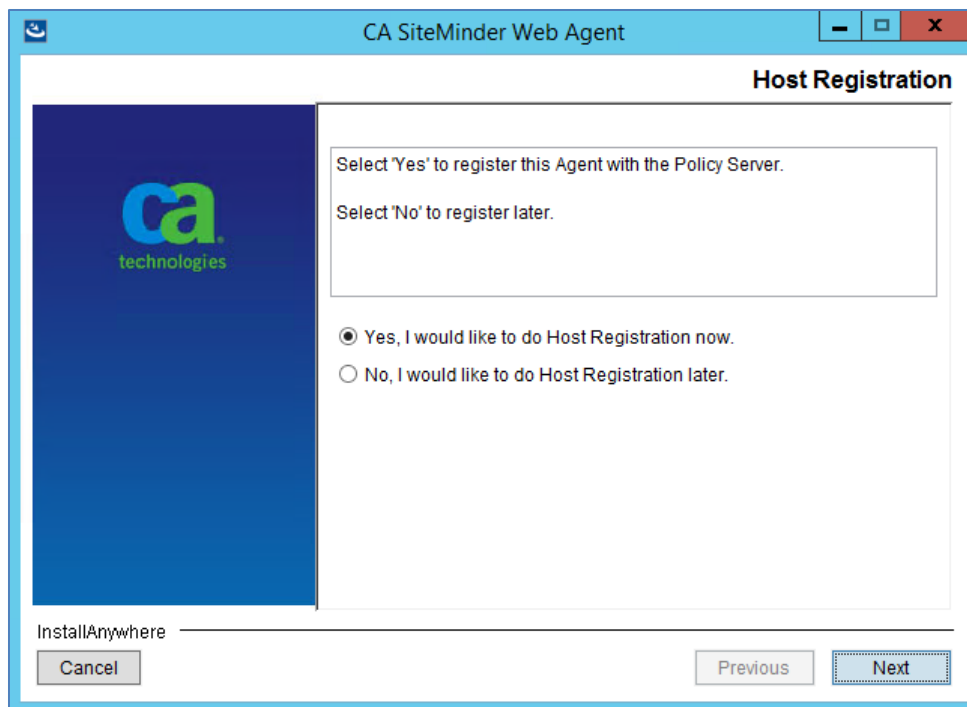 CA SiteMinder Web Agent
Host Registration
ca
technologies
Select 'Yes' to register this Agent with the Policy Server.
Select 'No' to register later.
Yes, I would like to do Host Registration now.
No, I would like to do Host Registration later.
InstallAnywhere
Cancel
Previous
Next